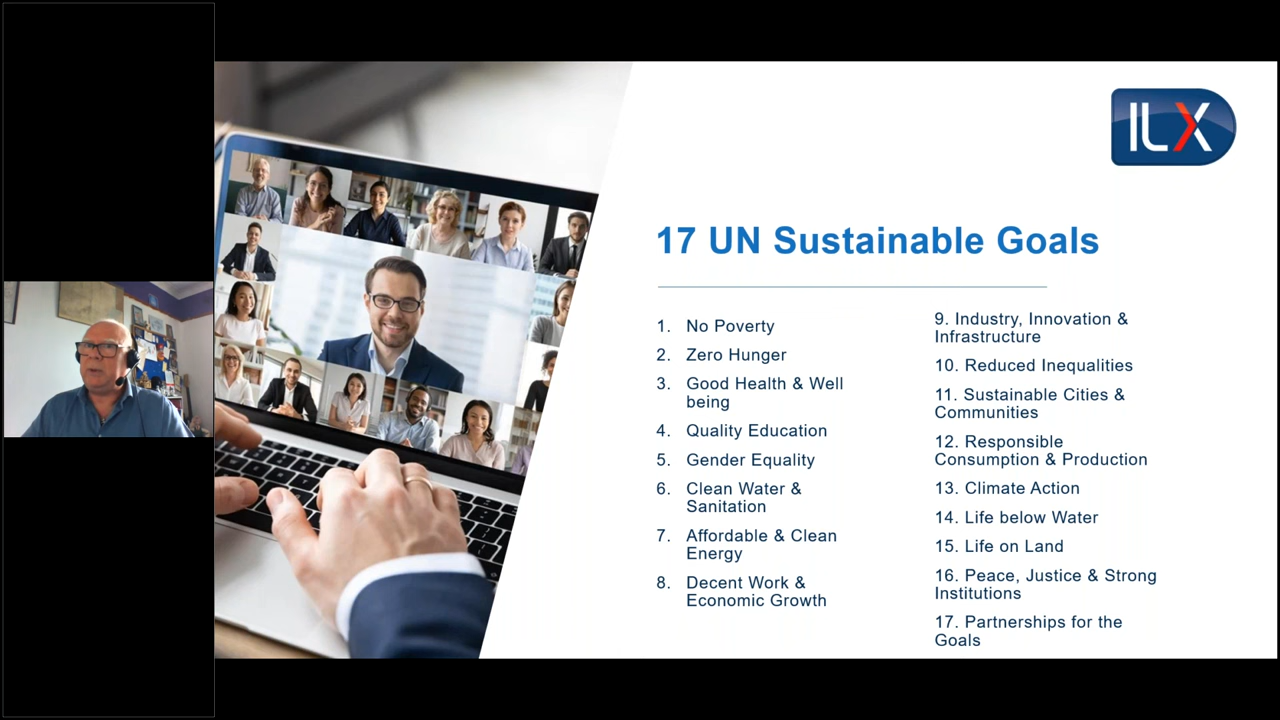 ILX
17 UN Sustainable Goals
1. No Poverty
2. Zero Hunger
3. Good Health & Well
being
4. Quality Education
5. Gender Equality
6. Clean Water &
Sanitation
7. Affordable & Clean
Energy
8. Decent Work &
Economic Growth
9. Industry, Innovation &
Infrastructure
10. Reduced Inequalities
11. Sustainable Cities &
Communities
12. Responsible
Consumption & Production
13. Climate Action
14. Life below Water
15. Life on Land
16. Peace, Justice & Strong
Institutions
17. Partnerships for the
Goals